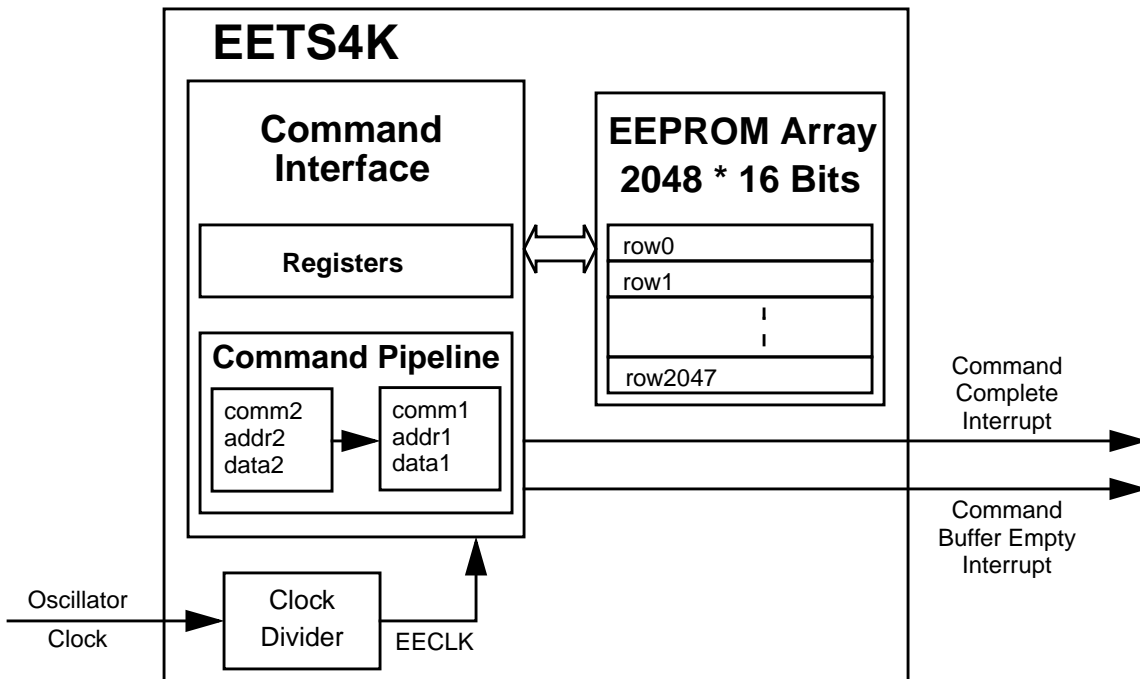 EETS4K
Command
Interface
Registers
Command Pipeline
comm2
addr2
data2
comm1
addr1
data1
EEPROM Array
2048 * 16 Bits
row0
row1
row2047
Command
Complete
Interrupt
Command
Buffer Empty
Interrupt
Oscillator
Clock
Clock
Divider
EECLK